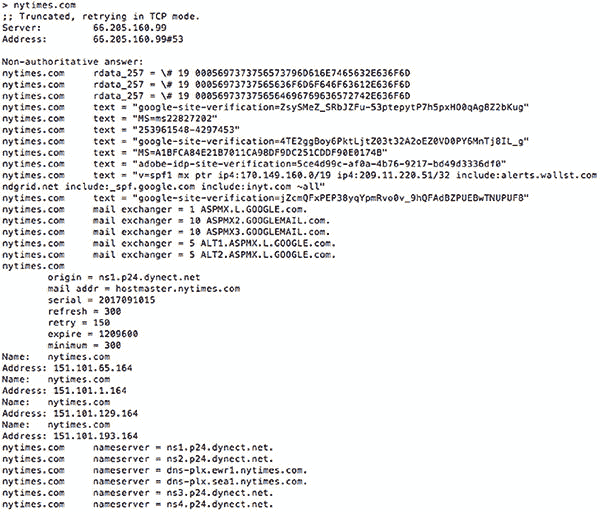 > nytimes.com
;; Truncated, retrying in TCP mode.
Server: 66.205.160.99
Address: 66.205.160.99#53
Non-authoritative answer:
nytimes.com rdata_257 = \# 19 0005697373756573796D616E7465632E636F6D
nytimes.com rdata_257 = \# 19 00056973737565636F6D6F646F63612E636F6D
nytimes.com rdata_257 = \# 19 0005697373756564696769636572742E636F6D
nytimes.com text = "google-site-verification=ZsySMeZ_SRbJZFu-53ptepytP7h5pxHO0qAg8Z2bKug"
nytimes.com text = "MS=ms22827202"
nytimes.com text = "253961548-4297453"
nytimes.com text = "google-site-verification=4TE2ggBoy6PktLjtZ03t32A2oEZ0VD0PY6MnTj8IL_g"
nytimes.com text = "MS=A1BFCA84E21B7011CA9BDF9DC251CDDF90E0174B"
nytimes.com text = "adobe-idp-site-verification=5ce4d99c-af0a-4b76-9217-bd49d3336df0"
nytimes.com text = "v=spf1 mx ptr ip4:170.149.160.0/19 ip4:209.11.220.51/32 include:alerts.wallst.com
ndgrid.net include:_spf.google.com include:inyt.com ~all"
nytimes.com text = "google-site-verification=jZcmQFxPEP38yqYpmRvo0v_9hQFAdBZPUEBwTNUPUF8"
nytimes.com mail exchanger = 1 ASPMX.L.GOOGLE.com.
nytimes.com mail exchanger = 10 ASPMX2.GOOGLEMAIL.com.
nytimes.com mail exchanger = 10 ASPMX3.GOOGLEMAIL.com.
nytimes.com mail exchanger = 5 ALT1.ASPMX.L.GOOGLE.com.
nytimes.com mail exchanger = 5 ALT2.ASPMX.L.GOOGLE.com.
nytimes.com
origin = ns1.p24.dynect.net
mail addr = hostmaster.nytimes.com
serial = 2017091015
refresh = 300
retry = 150
expire = 1209600
minimum = 300
Name: nytimes.com
Address: 151.101.65.164
Name: nytimes.com
Address: 151.101.1.164
Name: nytimes.com
Address: 151.101.129.164
Name: nytimes.com
Address: 151.101.193.164
nytimes.com nameserver = ns1.p24.dynect.net.
nytimes.com nameserver = ns2.p24.dynect.net.
nytimes.com nameserver = dns-plx.ewr1.nytimes.com.
nytimes.com nameserver = dns-plx.sea1.nytimes.com.
nytimes.com nameserver = ns3.p24.dynect.net.
nytimes.com nameserver = ns4.p24.dynect.net.